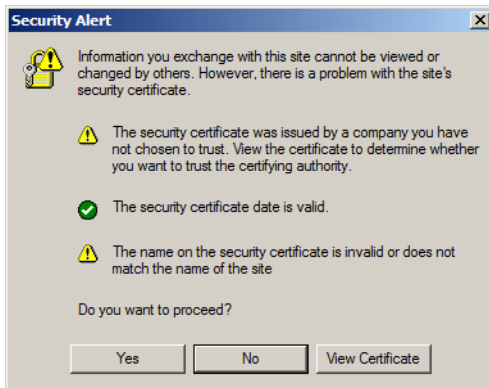 Security Alert
Information you exchange with this site cannot be viewed or
changed by others. However, there is a problem with the site's
security certificate.
The security certificate was issued by a company you have
not chosen to trust. View the certificate to determine whether
you want to trust the certifying authority.
The security certificate date is valid.
The name on the security certificate is invalid or does not
match the name of the site
Do you want to proceed?
Yes
No
View Certificate